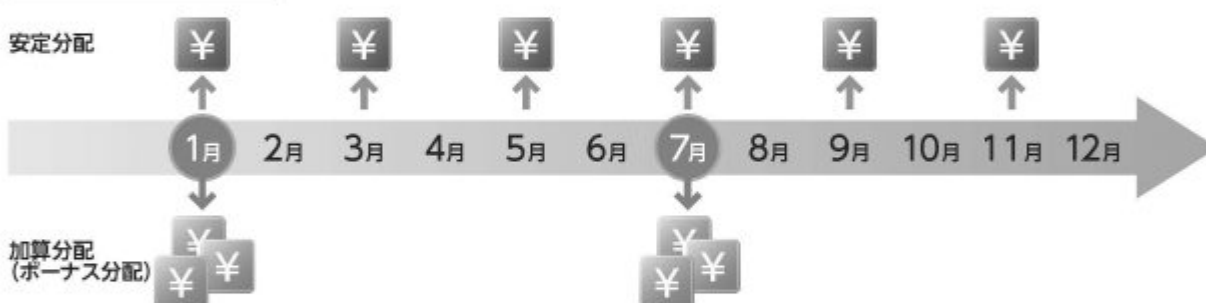 安定分配 ¥ ¥ ¥ ¥ ¥ ¥
1月 2月 3月 4月 5月 6月 7月 8月 9月 10月 11月 12月
加算分配 ¥ ¥
(ボーナス分配) ¥ ¥ ¥ ¥